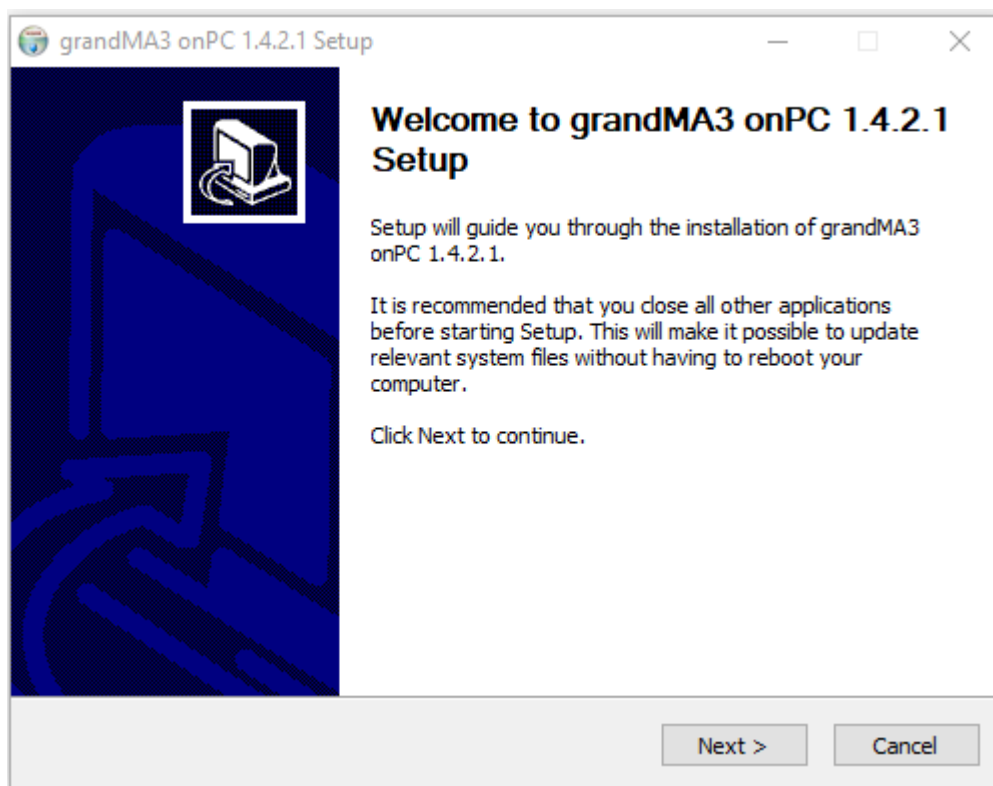 grandMA3 onPC 1.4.2.1 Setup
Welcome to grandMA3 onPC 1.4.2.1
Setup
Setup will guide you through the installation of grandMA3
onPC 1.4.2.1.
It is recommended that you close all other applications
before starting Setup. This will make it possible to update
relevant system files without having to reboot your
computer.
Click Next to continue.
Next >
Cancel